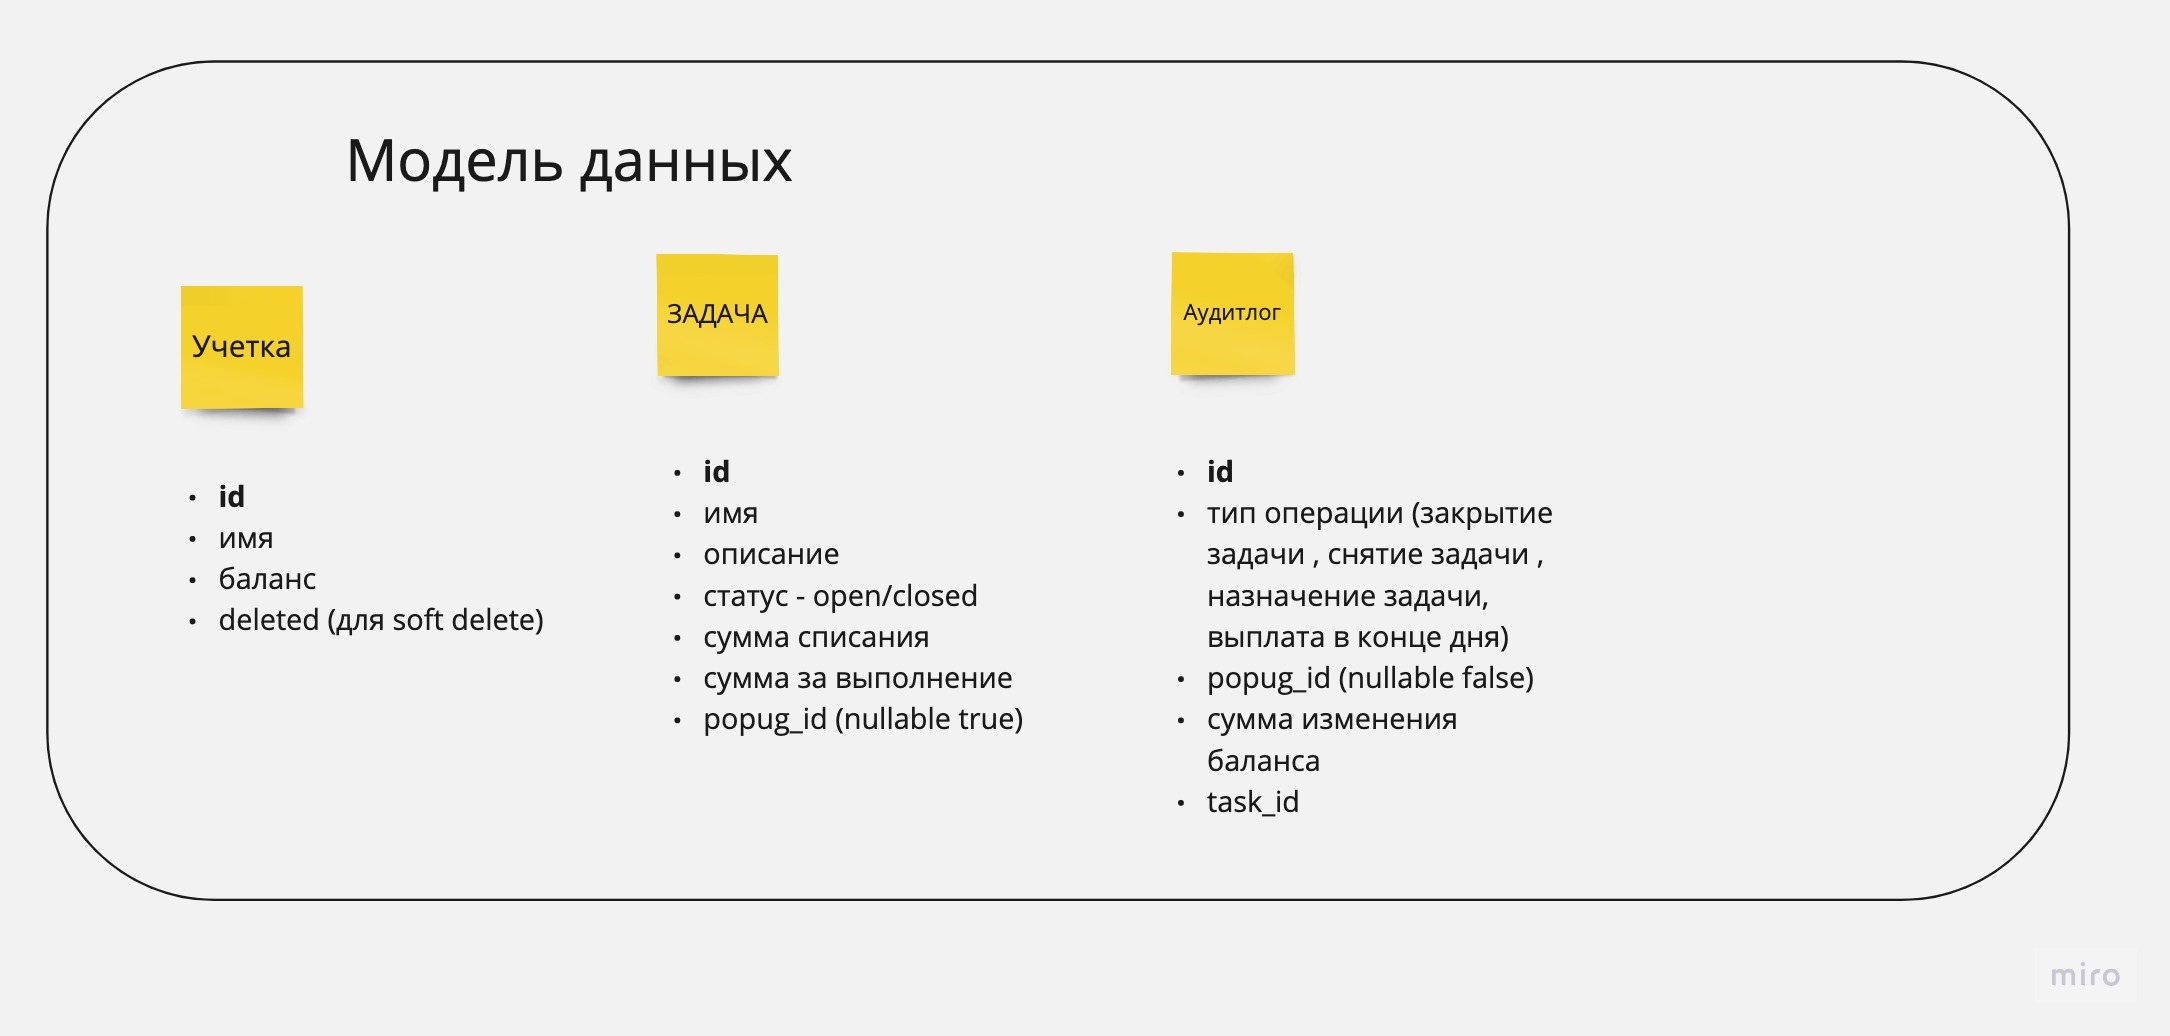 Модель данных
Учетка
• id
• имя
• баланс
• deleted (для soft delete)
ЗАДАЧА
• id
• имя
• описание
• статус - open/closed
• сумма списания
• сумма за выполнение
• popug_id (nullable true)
Аудитлог
• id
• тип операции (закрытие
задачи , снятие задачи ,
назначение задачи,
выплата в конце дня)
• popug_id (nullable false)
• сумма изменения
баланса
• task_id
miro